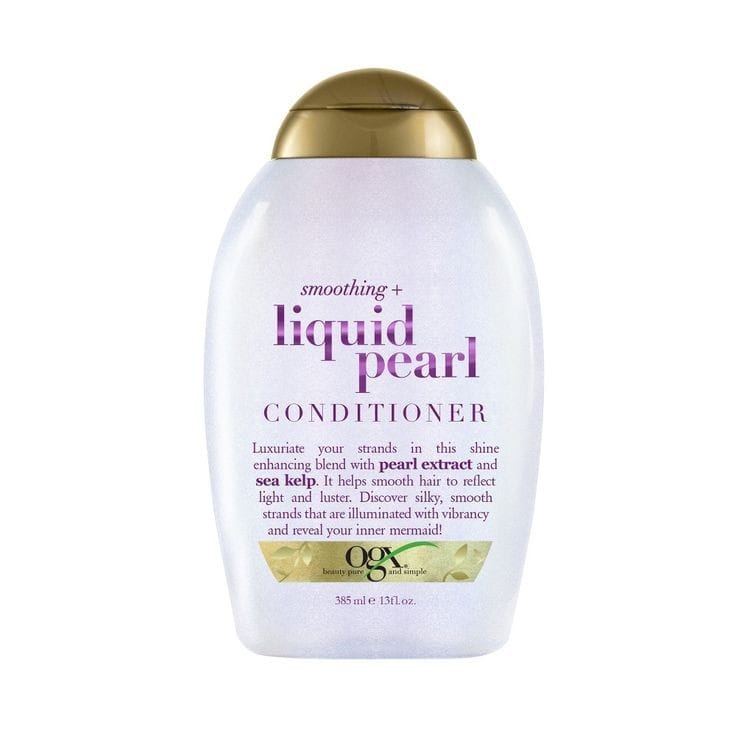 smoothing +
liquid
pearl
CONDITIONER
Luxuriate your strands in this shine
enhancing blend with pearl extract and
sea kelp. It helps smooth hair to reflect
light and luster. Discover silky, smooth
strands that are illuminated with vibrancy
and reveal your inner mermaid!
ogx®
beauty pure and simple
385 ml e 13fl.oz.